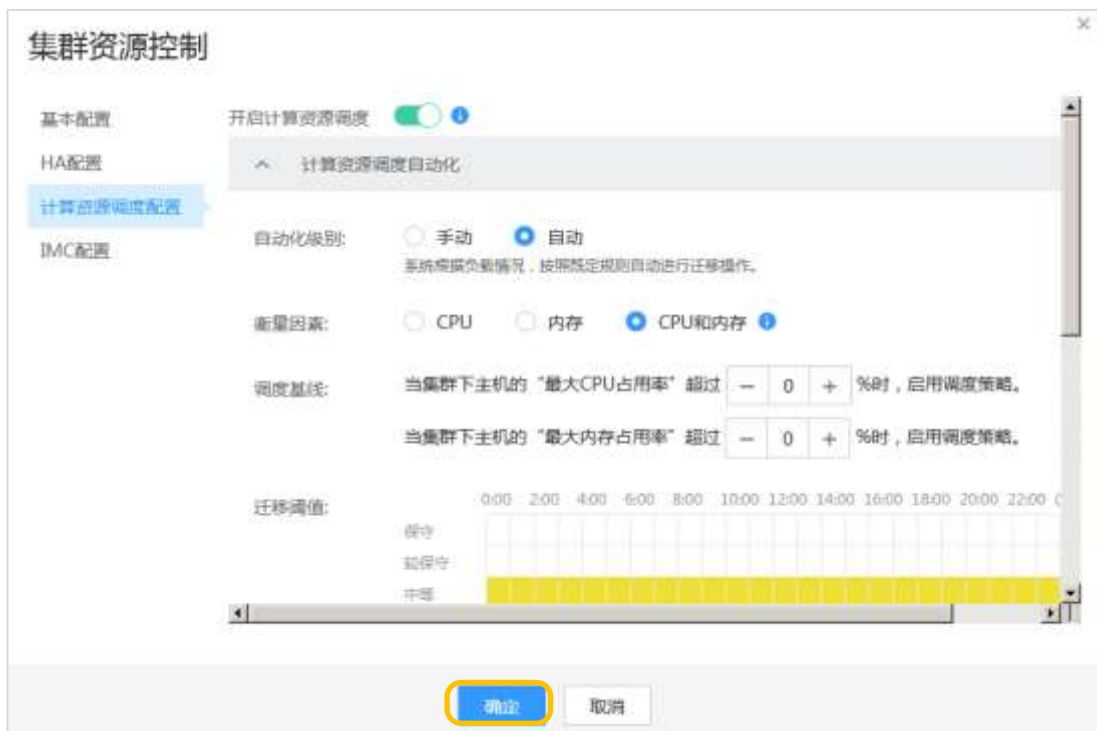 集群资源控制
基本配置
HA配置
计算资源调度配置
IMC配置
开启计算资源调度
计算资源调度自动化
自动化级别: 手动 自动
系统根据负载情况，按照既定规则自动进行迁移操作。
衡量因素: CPU 内存 CPU和内存
调度基线: 当集群下主机的“最大CPU占用率”超过 － 0 + %时，启用调度策略。
当集群下主机的“最大内存占用率”超过 － 0 + %时，启用调度策略。
迁移阈值: 0:00 2:00 4:00 6:00 8:00 10:00 12:00 14:00 16:00 18:00 20:00 22:00
保守
较保守
中等
确定 取消